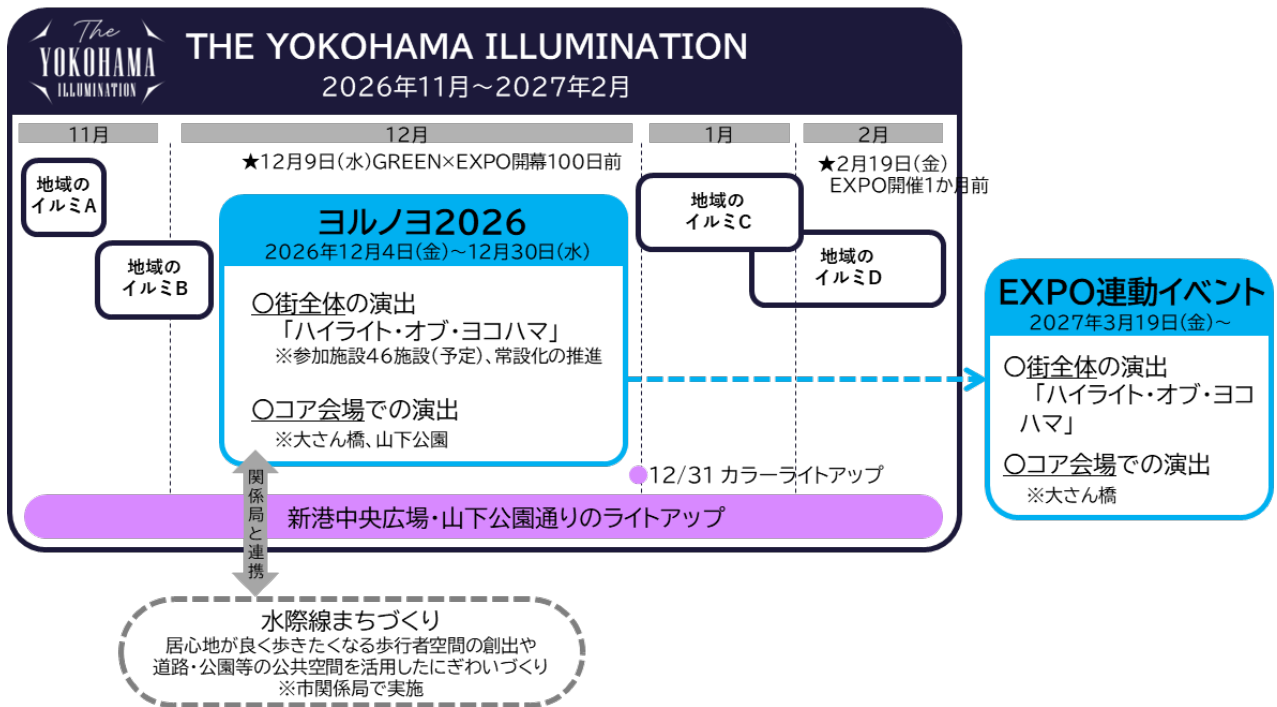 The
YOKOHAMA
ILLUMINATION
THE YOKOHAMA ILLUMINATION
2026年11月～2027年2月
11月
12月
1月
2月
★12月9日(水)GREEN×EXPO開幕100日前
★2月19日(金)
EXPO開催1か月前
地域の
イルミA
地域の
イルミB
ヨルノヨ2026
2026年12月4日(金)～12月30日(水)
〇街全体の演出
「ハイライト・オブ・ヨコハマ」
※参加施設46施設(予定)、常設化の推進
〇コア会場での演出
※大さん橋、山下公園
地域の
イルミC
地域の
イルミD
EXPO連動イベント
2027年3月19日(金)～
〇街全体の演出
「ハイライト・オブ・ヨコ
ハマ」
〇コア会場での演出
※大さん橋
12/31 カラーライトアップ
新港中央広場・山下公園通りのライトアップ
関係局と連携
水際線まちづくり
居心地が良く歩きたくなる歩行者空間の創出や
道路・公園等の公共空間を活用したにぎわいづくり
※市関係局で実施